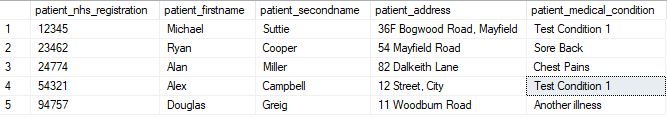 patient_nhs_registration patient_firstname patient_secondname patient_address patient_medical_condition
1 12345 Michael Suttie 36F Bogwood Road, Mayfield Test Condition 1
2 23462 Ryan Cooper 54 Mayfield Road Sore Back
3 24774 Alan Miller 82 Dalkeith Lane Chest Pains
4 54321 Alex Campbell 12 Street, City Test Condition 1
5 94757 Douglas Greig 11 Woodburn Road Another illness